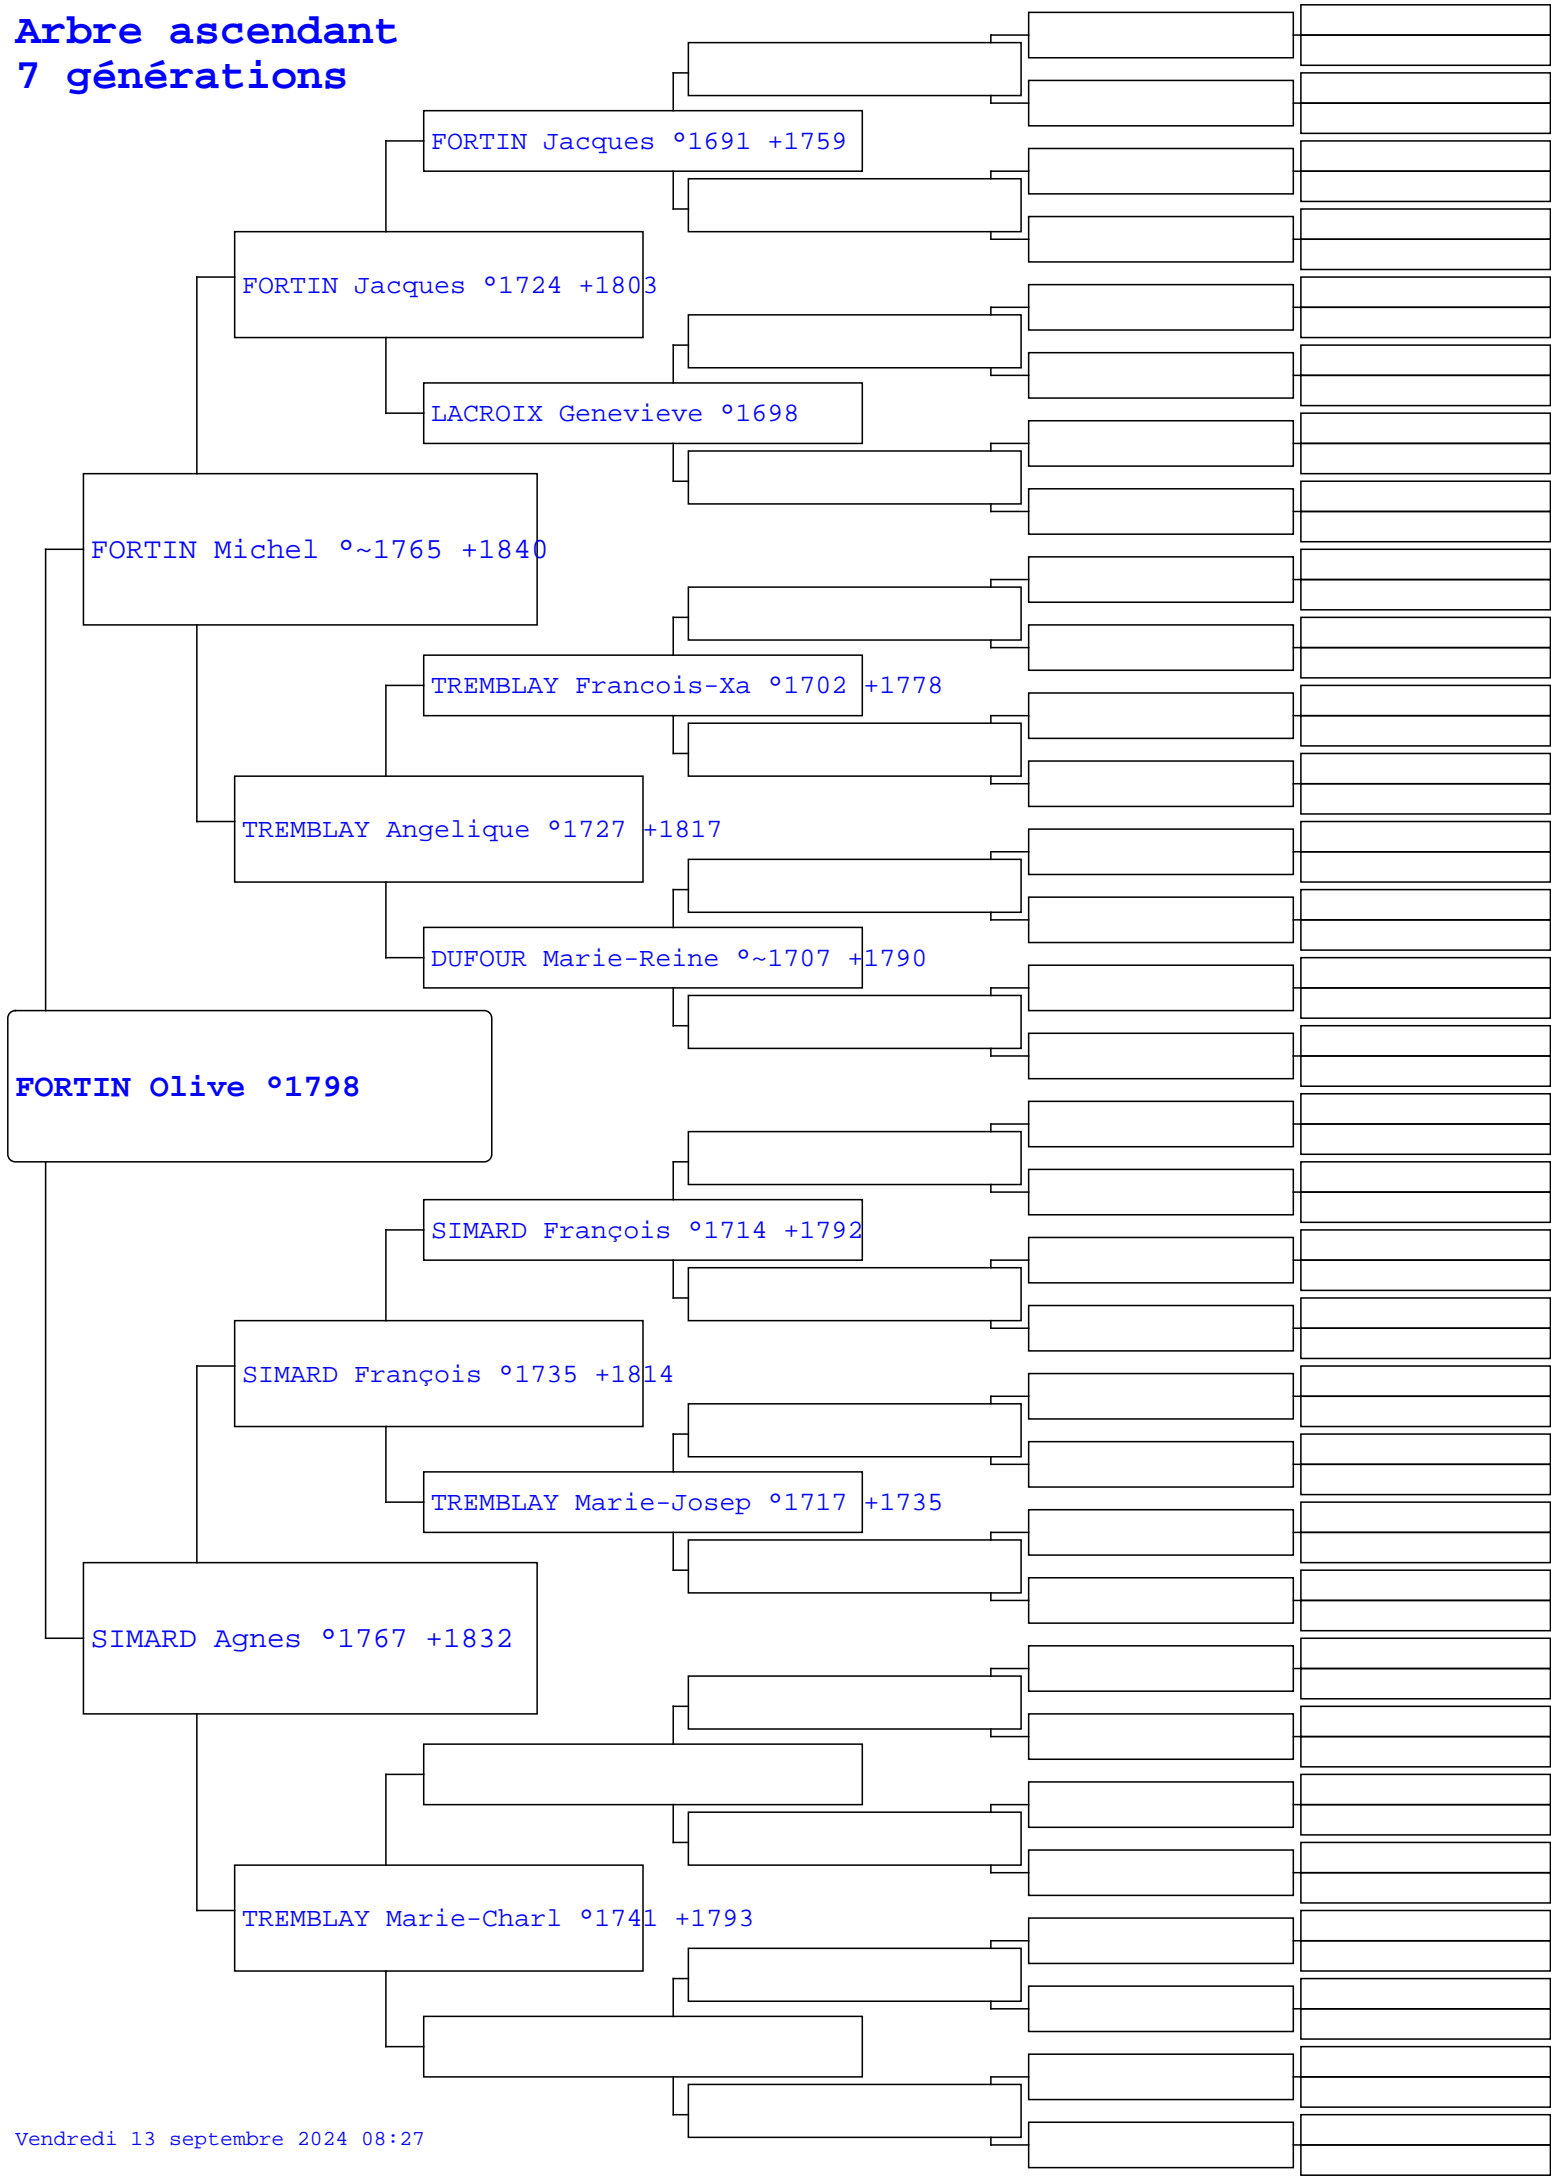 Arbre ascendant
7 générations
FORTIN Jacques °1691 +1759
FORTIN Jacques °1724 +1803
LACROIX Genevieve °1698
FORTIN Michel °~1765 +1840
TREMBLAY Francois-Xa °1702 +1778
TREMBLAY Angelique °1727 +1817
DUFOUR Marie-Reine °~1707 +1790
FORTIN Olive °1798
SIMARD François °1714 +1792
SIMARD François °1735 +1814
TREMBLAY Marie-Josep °1717 +1735
SIMARD Agnes °1767 +1832
TREMBLAY Marie-Charl °1741 +1793
Vendredi 13 septembre 2024 08:27